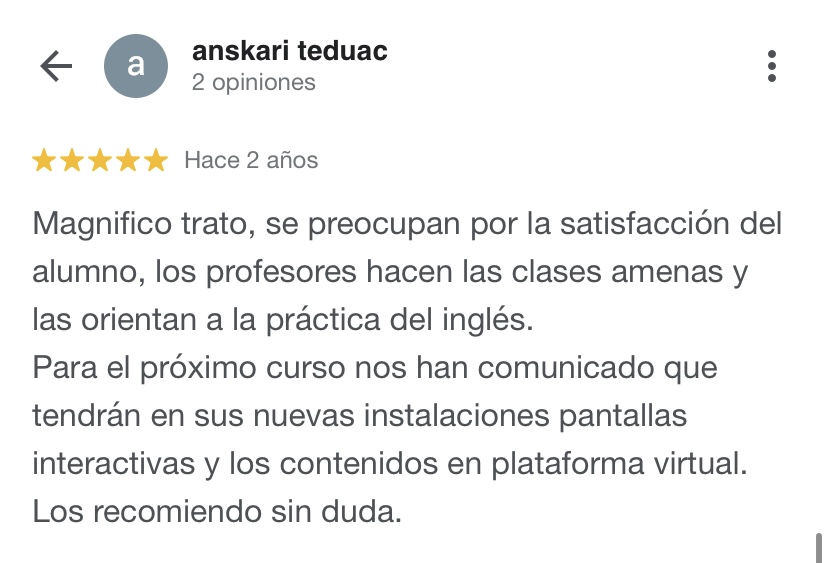 a
anskari teduac
2 opiniones
Hace 2 años
Magnifico trato, se preocupan por la satisfacción del
alumno, los profesores hacen las clases amenas y
las orientan a la práctica del inglés.
Para el próximo curso nos han comunicado que
tendrán en sus nuevas instalaciones pantallas
interactivas y los contenidos en plataforma virtual.
Los recomiendo sin duda.